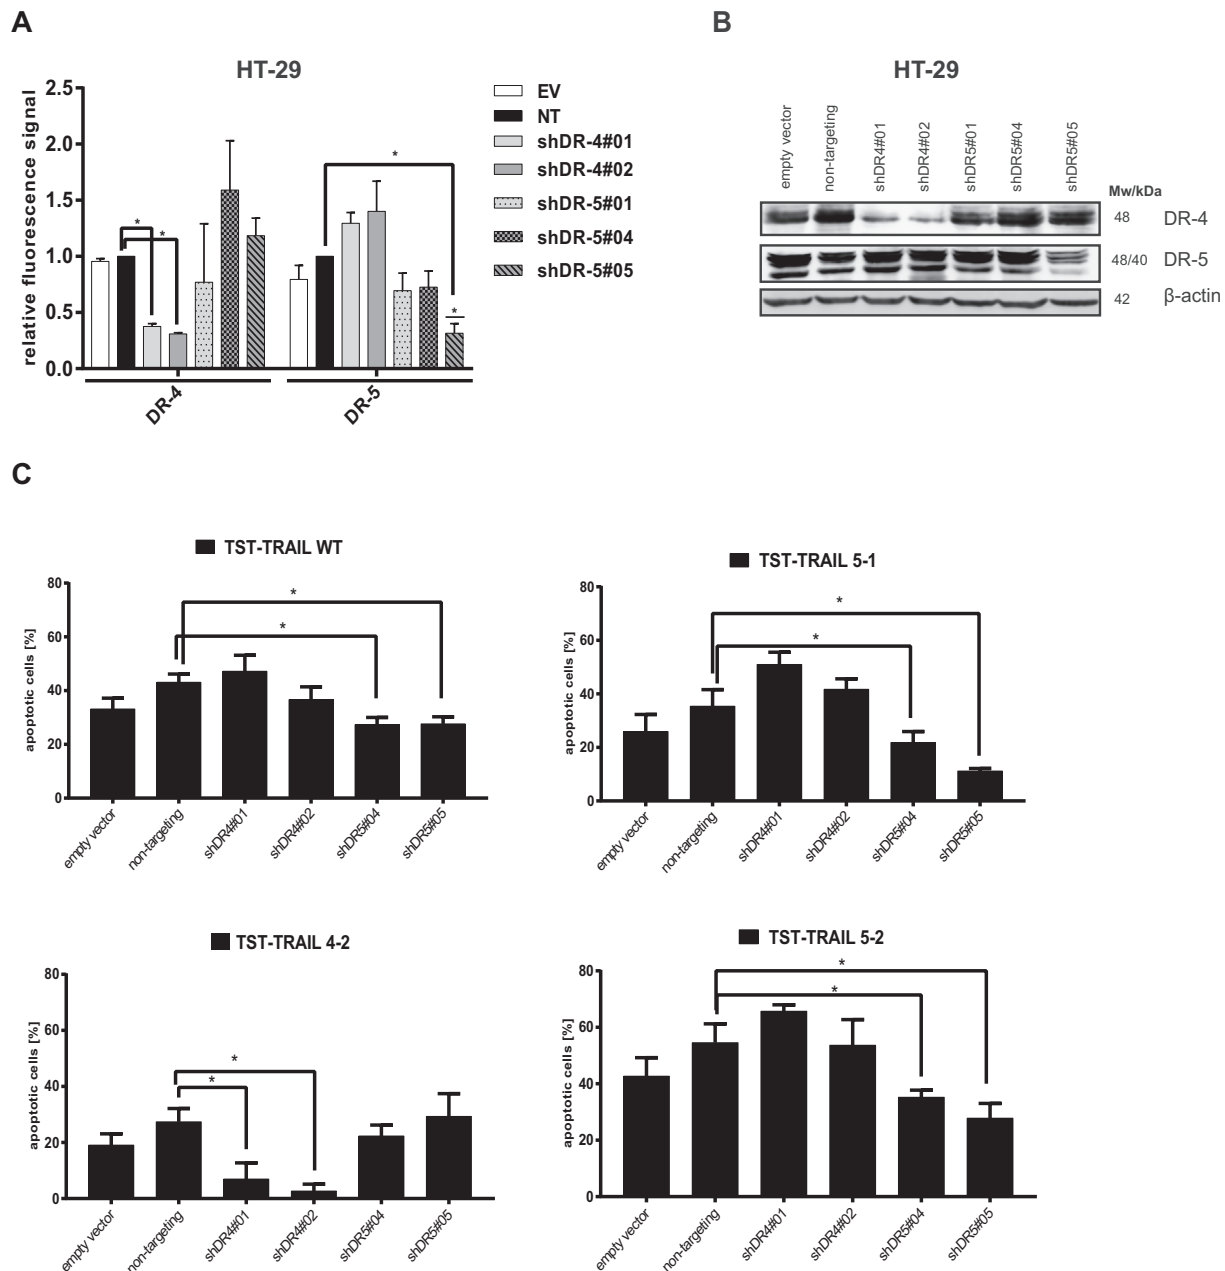 A
HT-29
relative fluorescence signal
2.5
2.0
1.5
1.0
0.5
0.0
*
*
*
*
DR-4
DR-5
EV
NT
shDR-4#01
shDR-4#02
shDR-5#01
shDR-5#04
shDR-5#05
B
HT-29
empty vector
non-targeting
shDR4#01
shDR4#02
shDR5#01
shDR5#04
shDR5#05
Mw/kDa
48 DR-4
48/40 DR-5
42 β-actin
C
TST-TRAIL WT
apoptotic cells [%]
80
60
40
20
0
*
*
empty vector
non-targeting
shDR4#01
shDR4#02
shDR5#04
shDR5#05
TST-TRAIL 5-1
apoptotic cells [%]
80
60
40
20
0
*
*
empty vector
non-targeting
shDR4#01
shDR4#02
shDR5#04
shDR5#05
TST-TRAIL 4-2
apoptotic cells [%]
80
60
40
20
0
*
*
empty vector
non-targeting
shDR4#01
shDR4#02
shDR5#04
shDR5#05
TST-TRAIL 5-2
apoptotic cells [%]
80
60
40
20
0
*
*
empty vector
non-targeting
shDR4#01
shDR4#02
shDR5#04
shDR5#05